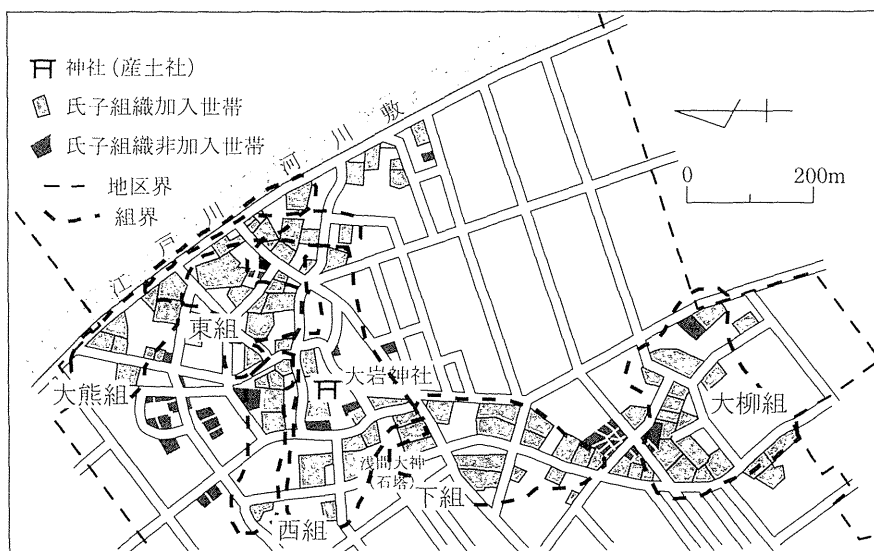 神社(産土社)
氏子組織加入世帯
氏子組織非加入世帯
地区界
組界
江戸川河川敷
0 200m
東組
大熊組
大岩神社
大柳組
浅間大神
(石塔)
下組
西組